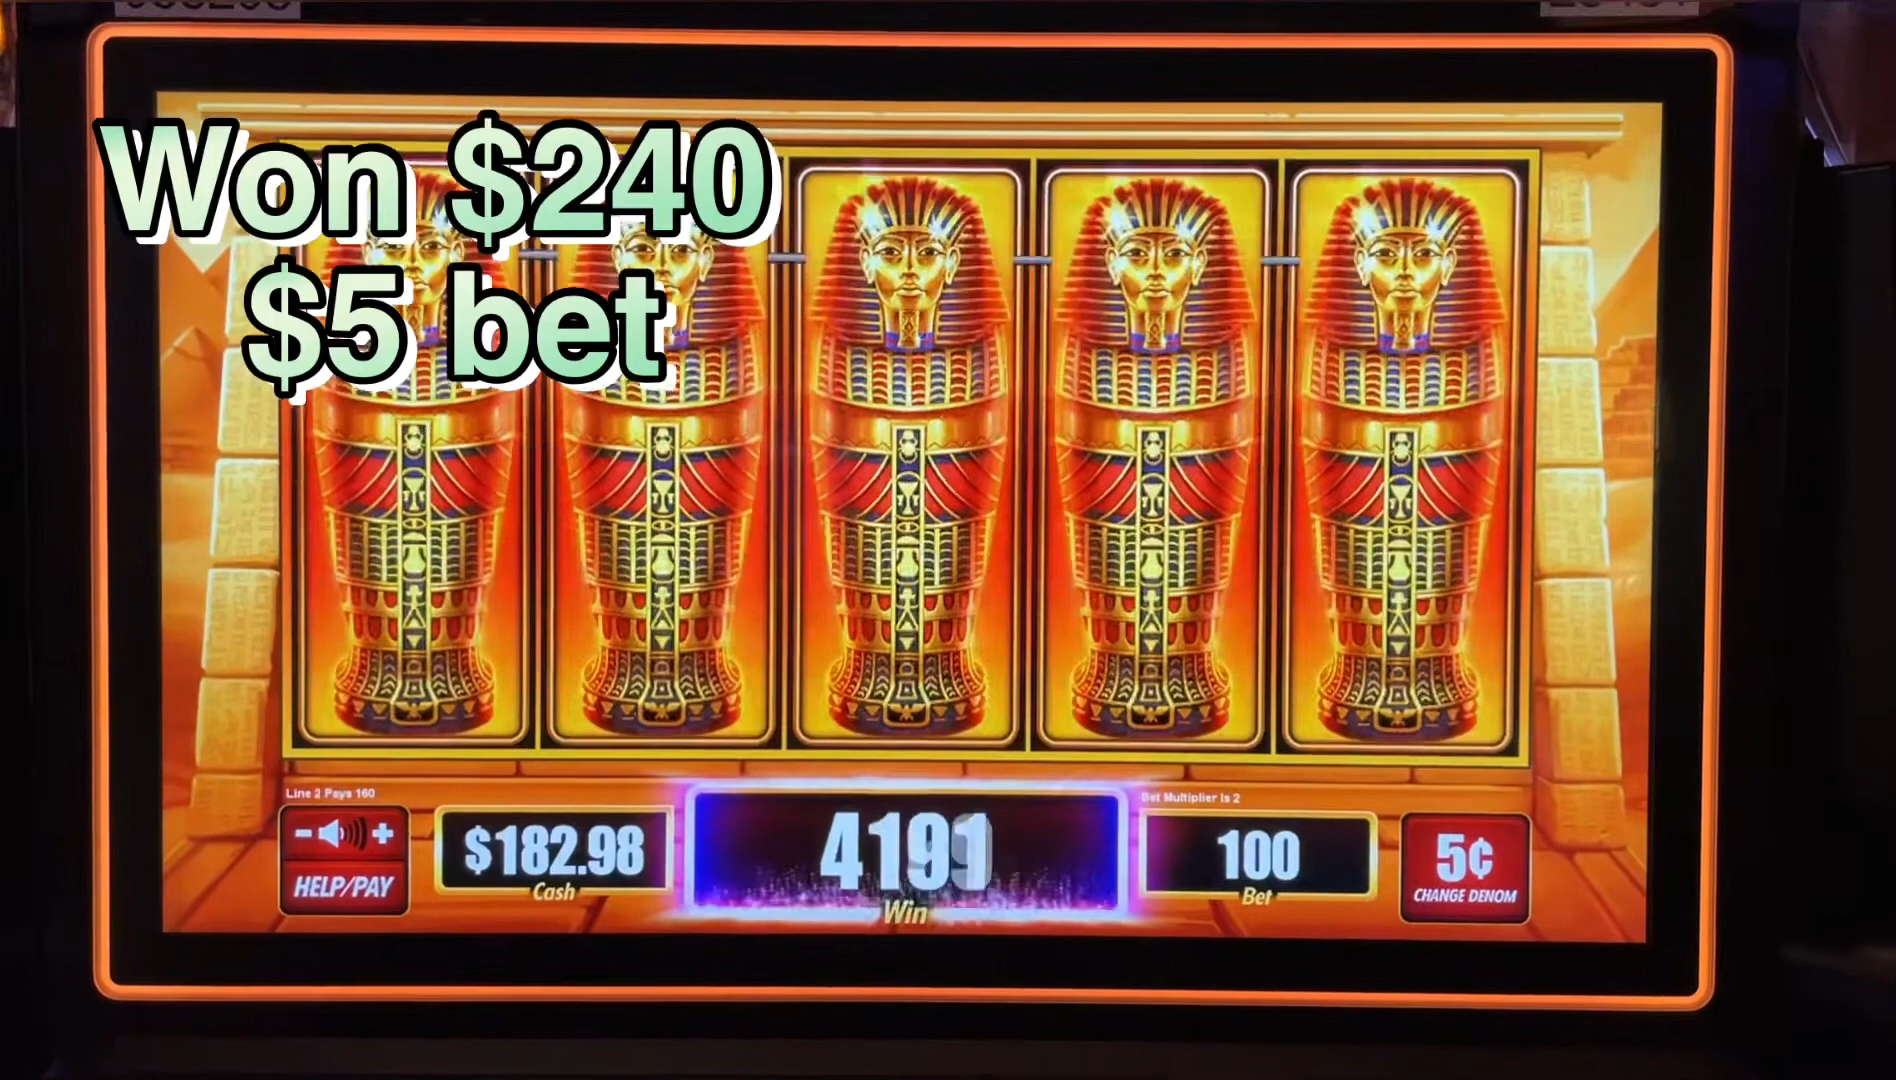 Won $240
$5 bet
Line 2 Pays 160
Bet Multiplier Is 2
- +
HELP/PAY
$182.98
Cash
Win
100
Bet
5¢
CHANGE DENOM